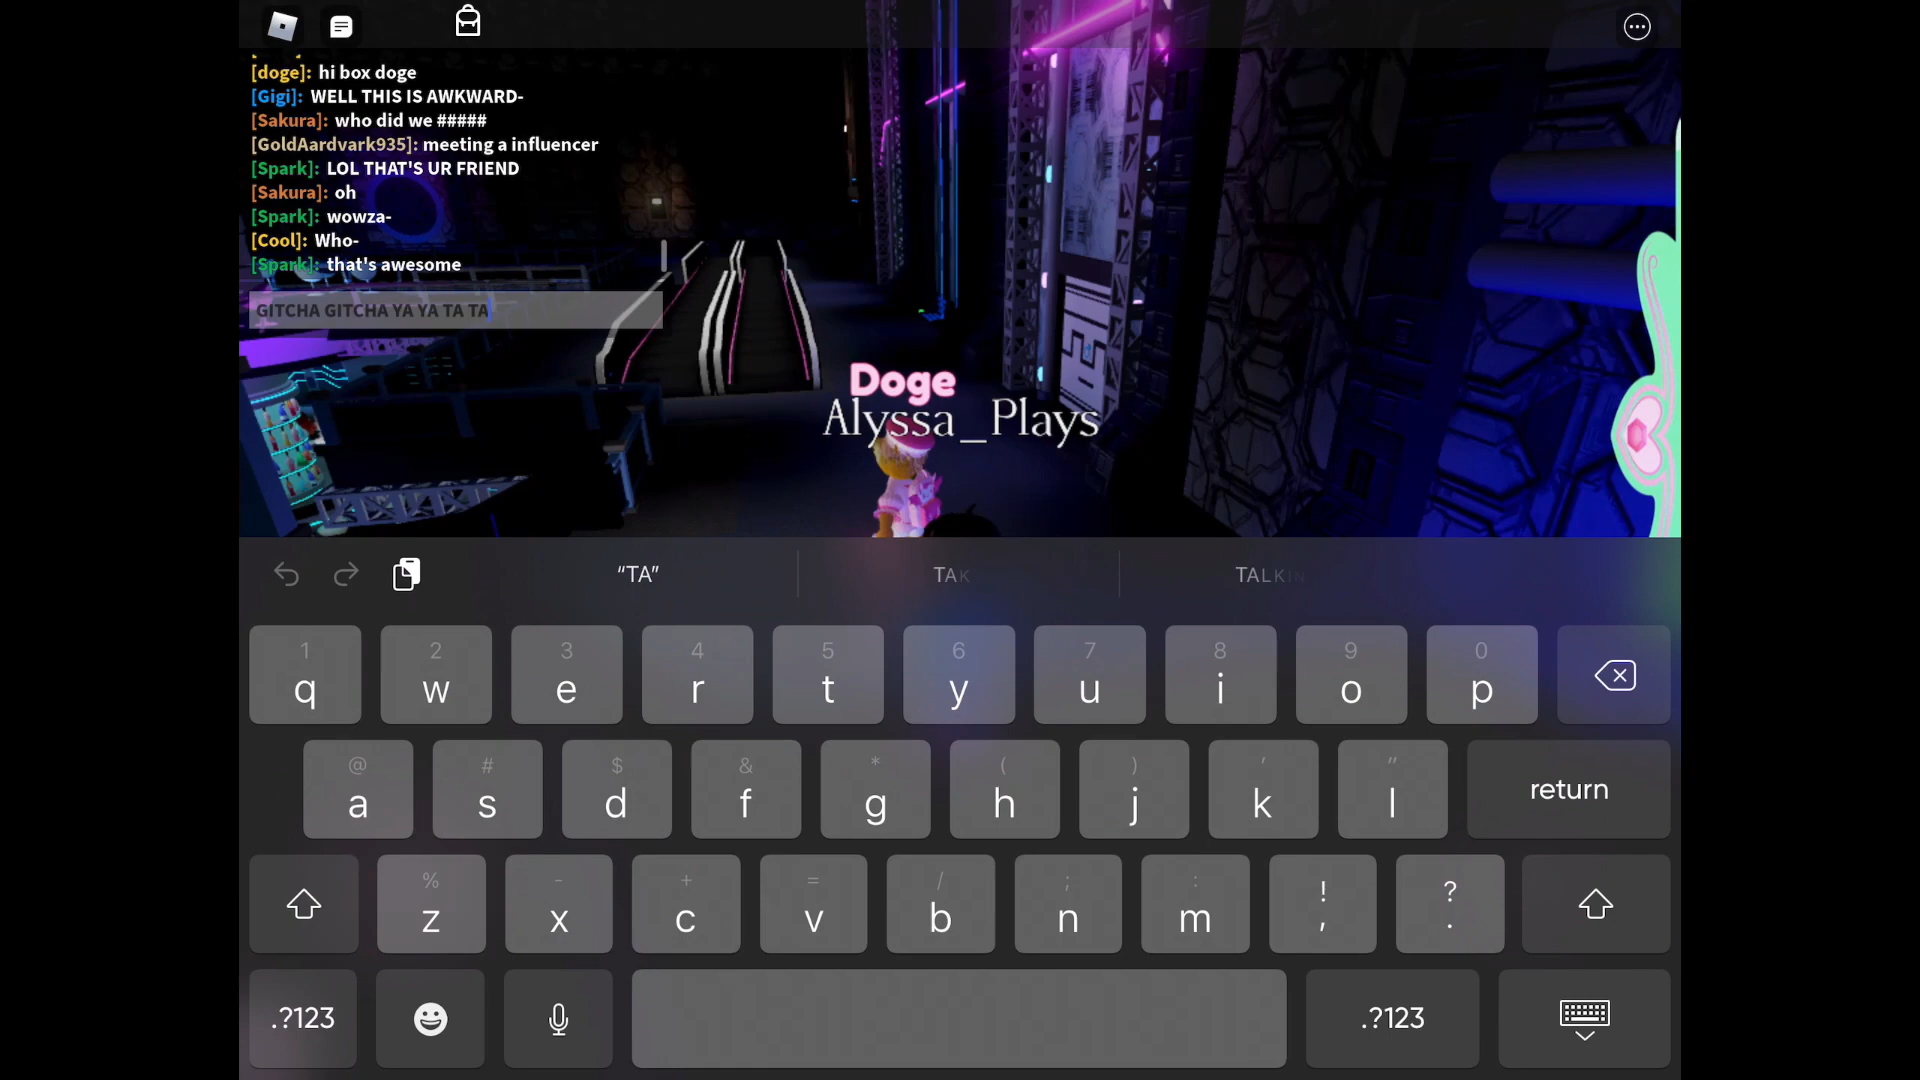 [doge]: hi box doge
[Gigi]: WELL THIS IS AWKWARD-
[Sakura]: who did we #####
[GoldAardvark935]: meeting a influencer
[Spark]: LOL THAT'S UR FRIEND
[Sakura]: oh
[Spark]: wowza-
[Cool]: Who-
[Spark]: that's awesome
GITCHA GITCHA YA YA TA TA
Doge
Alyssa_Plays
“TA” TAK TALKIN
1 2 3 4 5 6 7 8 9 0
q w e r t y u i o p
@ # $ & * ( ) ' "
a s d f g h j k l return
% - + = / ; : ! ?
z x c v b n m , .
.?123 .?123